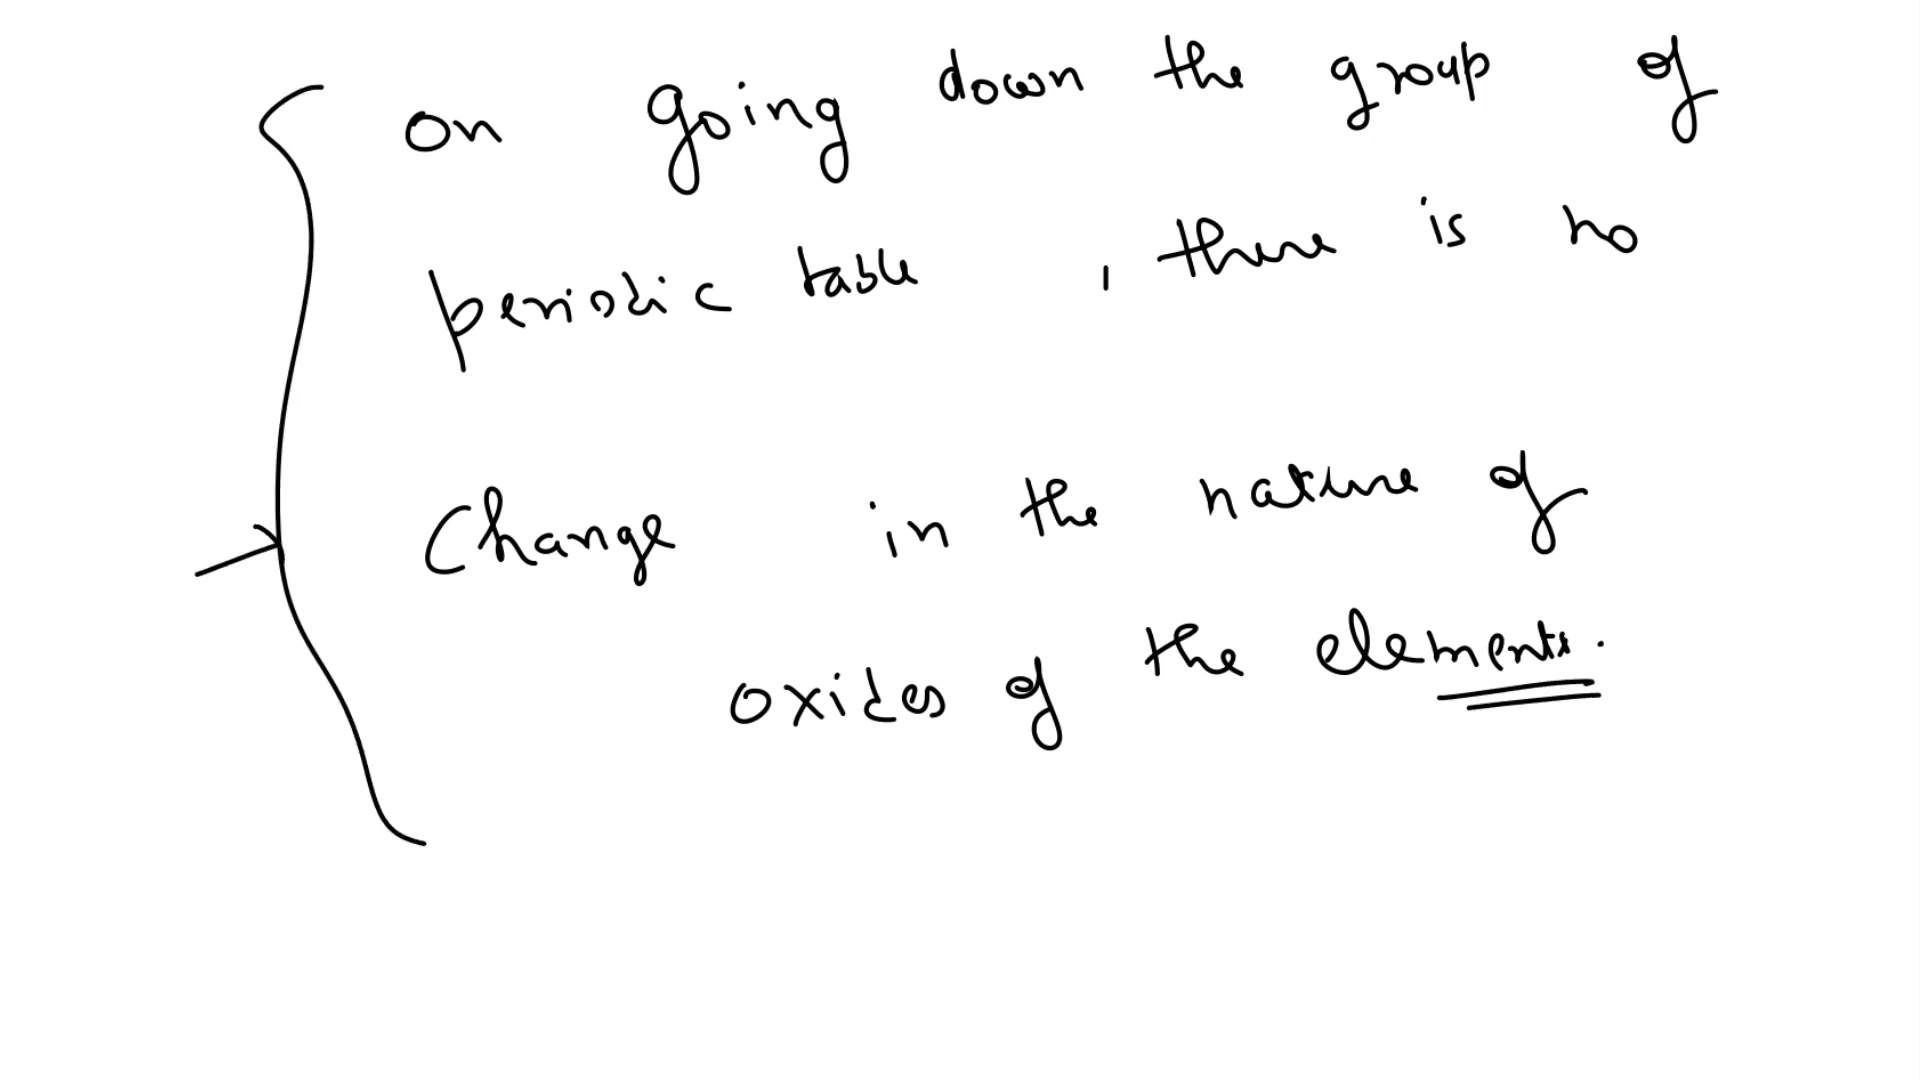 On going down the group of
periodic table , there is no
Change in the nature of
oxides of the elements.